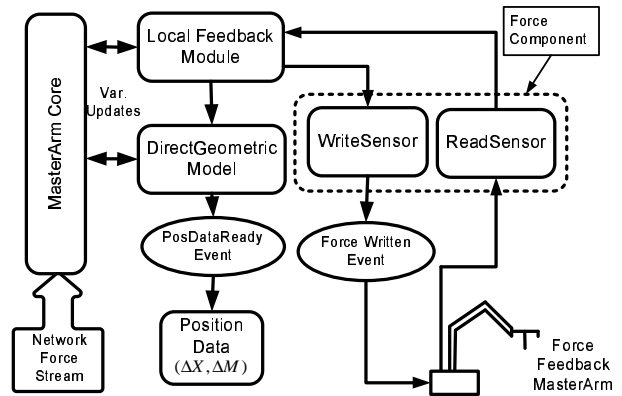 Force
Component
Local Feedback
Module
MasterArm Core
Var.
Updates
WriteSensor
ReadSensor
DirectGeometric
Model
PosDataReady
Event
Force Written
Event
Network
Force
Stream
Position
Data
(ΔX, ΔM)
Force
Feedback
MasterArm